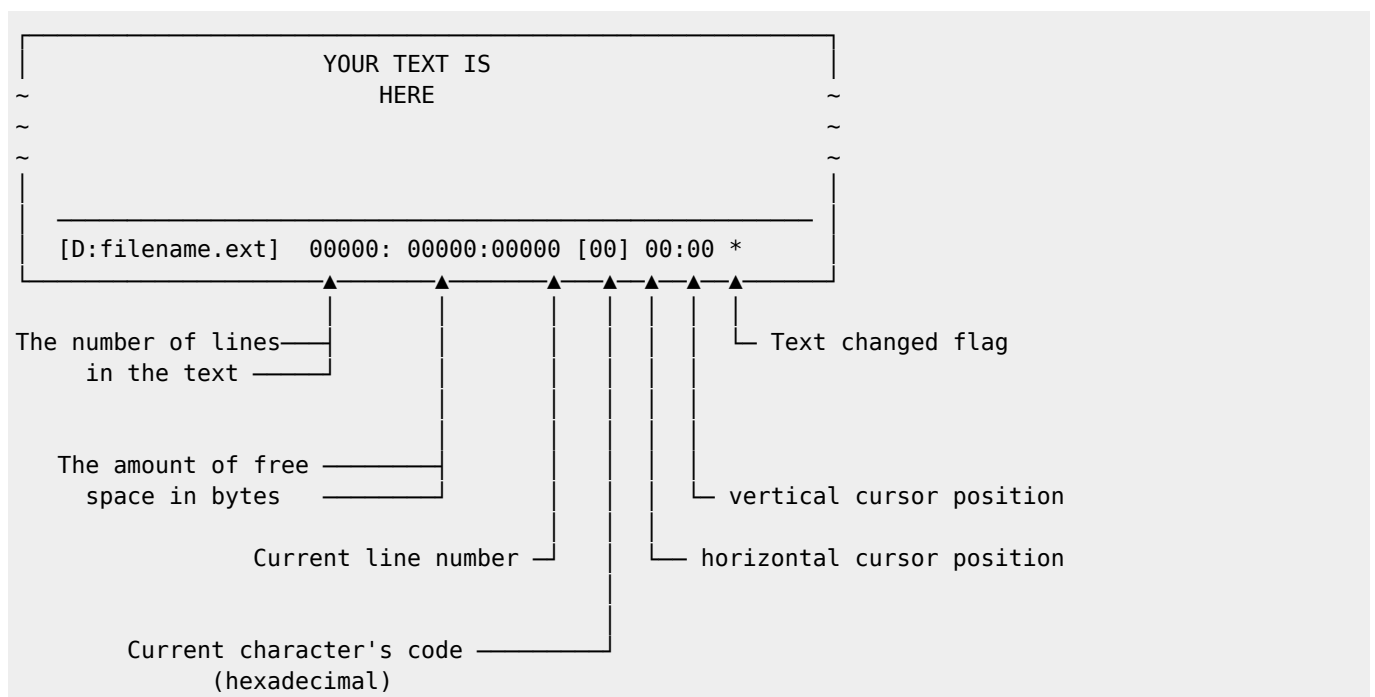 YOUR TEXT IS
HERE
[D:filename.ext] 00000: 00000:00000 [00] 00:00 *
The number of lines
in the text
Text changed flag
The amount of free
space in bytes
vertical cursor position
Current line number
horizontal cursor position
Current character's code
(hexadecimal)